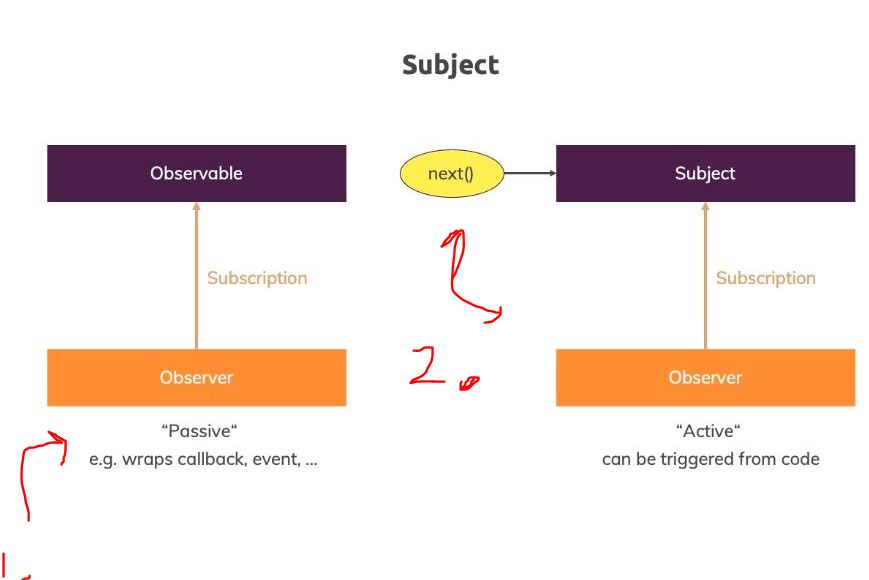 Subject
Observable
next()
Subject
Subscription
Subscription
2.
Observer
Observer
“Passive“
“Active“
e.g. wraps callback, event, ...
can be triggered from code
1.